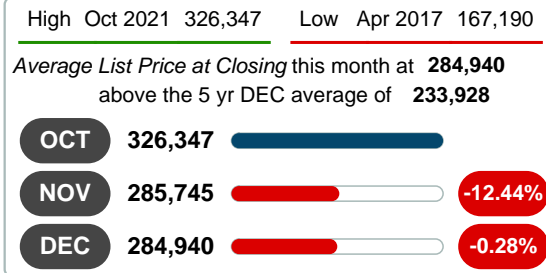 High Oct 2021 326,347 Low Apr 2017 167,190
Average List Price at Closing this month at 284,940
above the 5 yr DEC average of 233,928
OCT 326,347
NOV 285,745 -12.44%
DEC 284,940 -0.28%